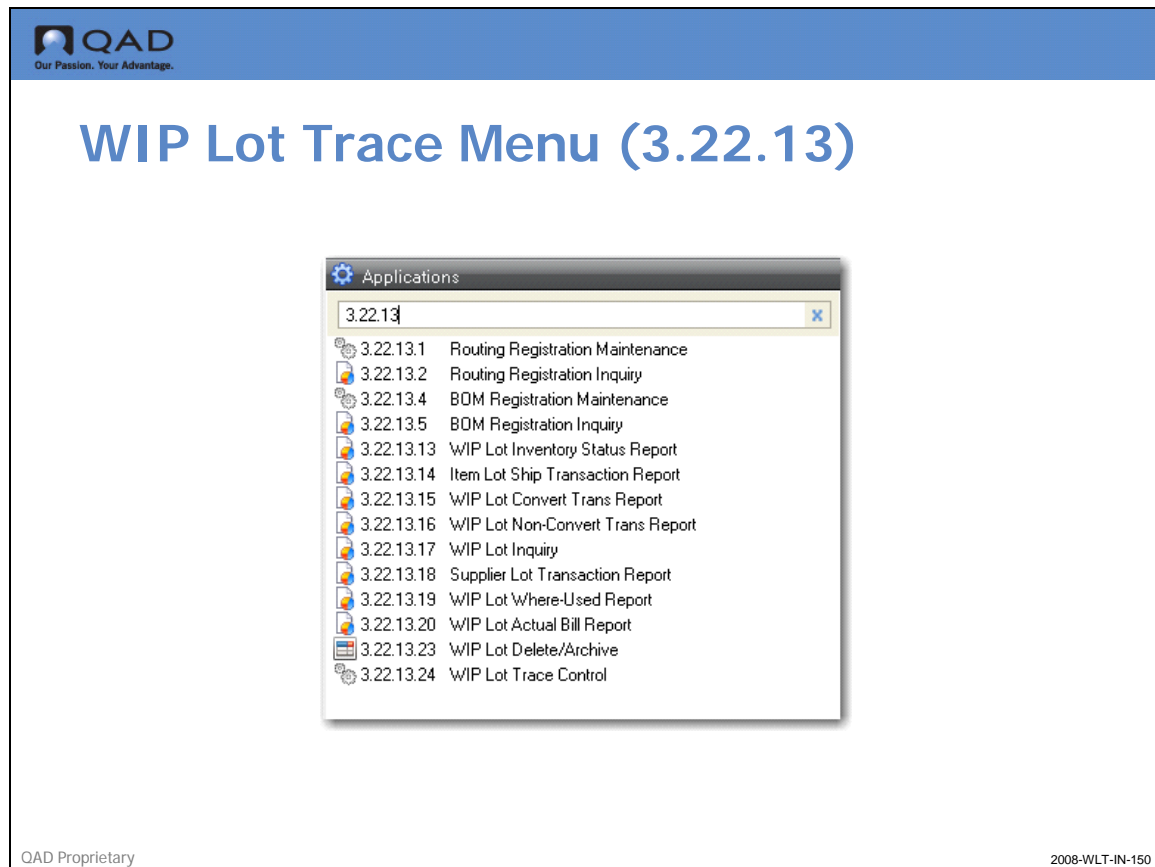 QAD
Our Passion. Your Advantage.
WIP Lot Trace Menu (3.22.13)
Applications
3.22.13
3.22.13.1 Routing Registration Maintenance
3.22.13.2 Routing Registration Inquiry
3.22.13.4 BOM Registration Maintenance
3.22.13.5 BOM Registration Inquiry
3.22.13.13 WIP Lot Inventory Status Report
3.22.13.14 Item Lot Ship Transaction Report
3.22.13.15 WIP Lot Convert Trans Report
3.22.13.16 WIP Lot Non-Convert Trans Report
3.22.13.17 WIP Lot Inquiry
3.22.13.18 Supplier Lot Transaction Report
3.22.13.19 WIP Lot Where-Used Report
3.22.13.20 WIP Lot Actual Bill Report
3.22.13.23 WIP Lot Delete/Archive
3.22.13.24 WIP Lot Trace Control
QAD Proprietary
2008-WLT-IN-150